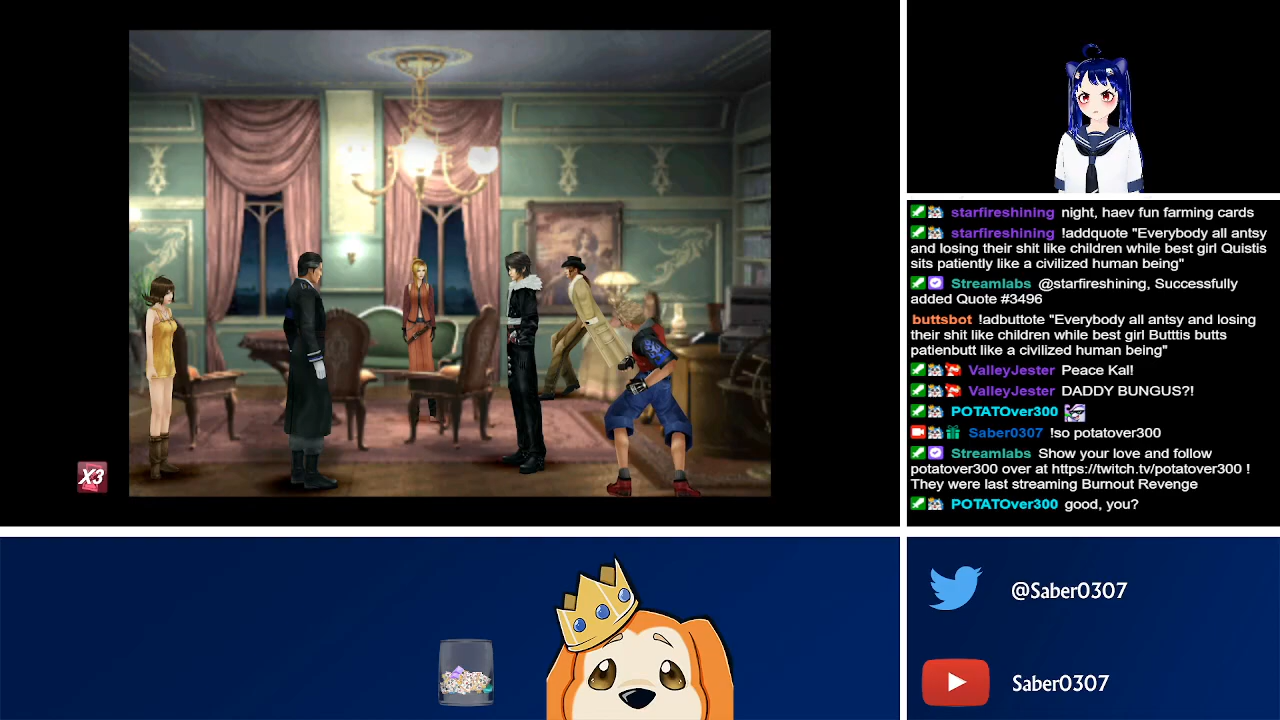 X3
starfireshining night, haev fun farming cards
starfireshining !addquote "Everybody all antsy
and losing their shit like children while best girl Quistis
sits patiently like a civilized human being"
Streamlabs @starfireshining, Successfully
added Quote #3496
buttsbot !adbuttote "Everybody all antsy and losing
their shit like children while best girl Butttis butts
patienbutt like a civilized human being"
ValleyJester Peace Kal!
ValleyJester DADDY BUNGUS?!
POTATOver300
Saber0307 !so potatover300
Streamlabs Show your love and follow
potatover300 over at https://twitch.tv/potatover300 !
They were last streaming Burnout Revenge
POTATOver300 good, you?
@Saber0307
Saber0307